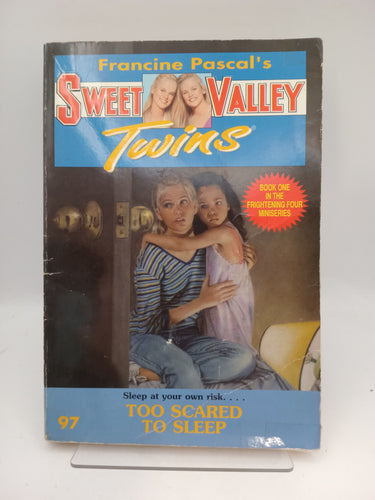 Francine Pascal's
SWEET VALLEY
Twins
BOOK ONE
IN THE
FRIGHTENING FOUR
MINISERIES
Sleep at your own risk. . . .
97
TOO SCARED
TO SLEEP